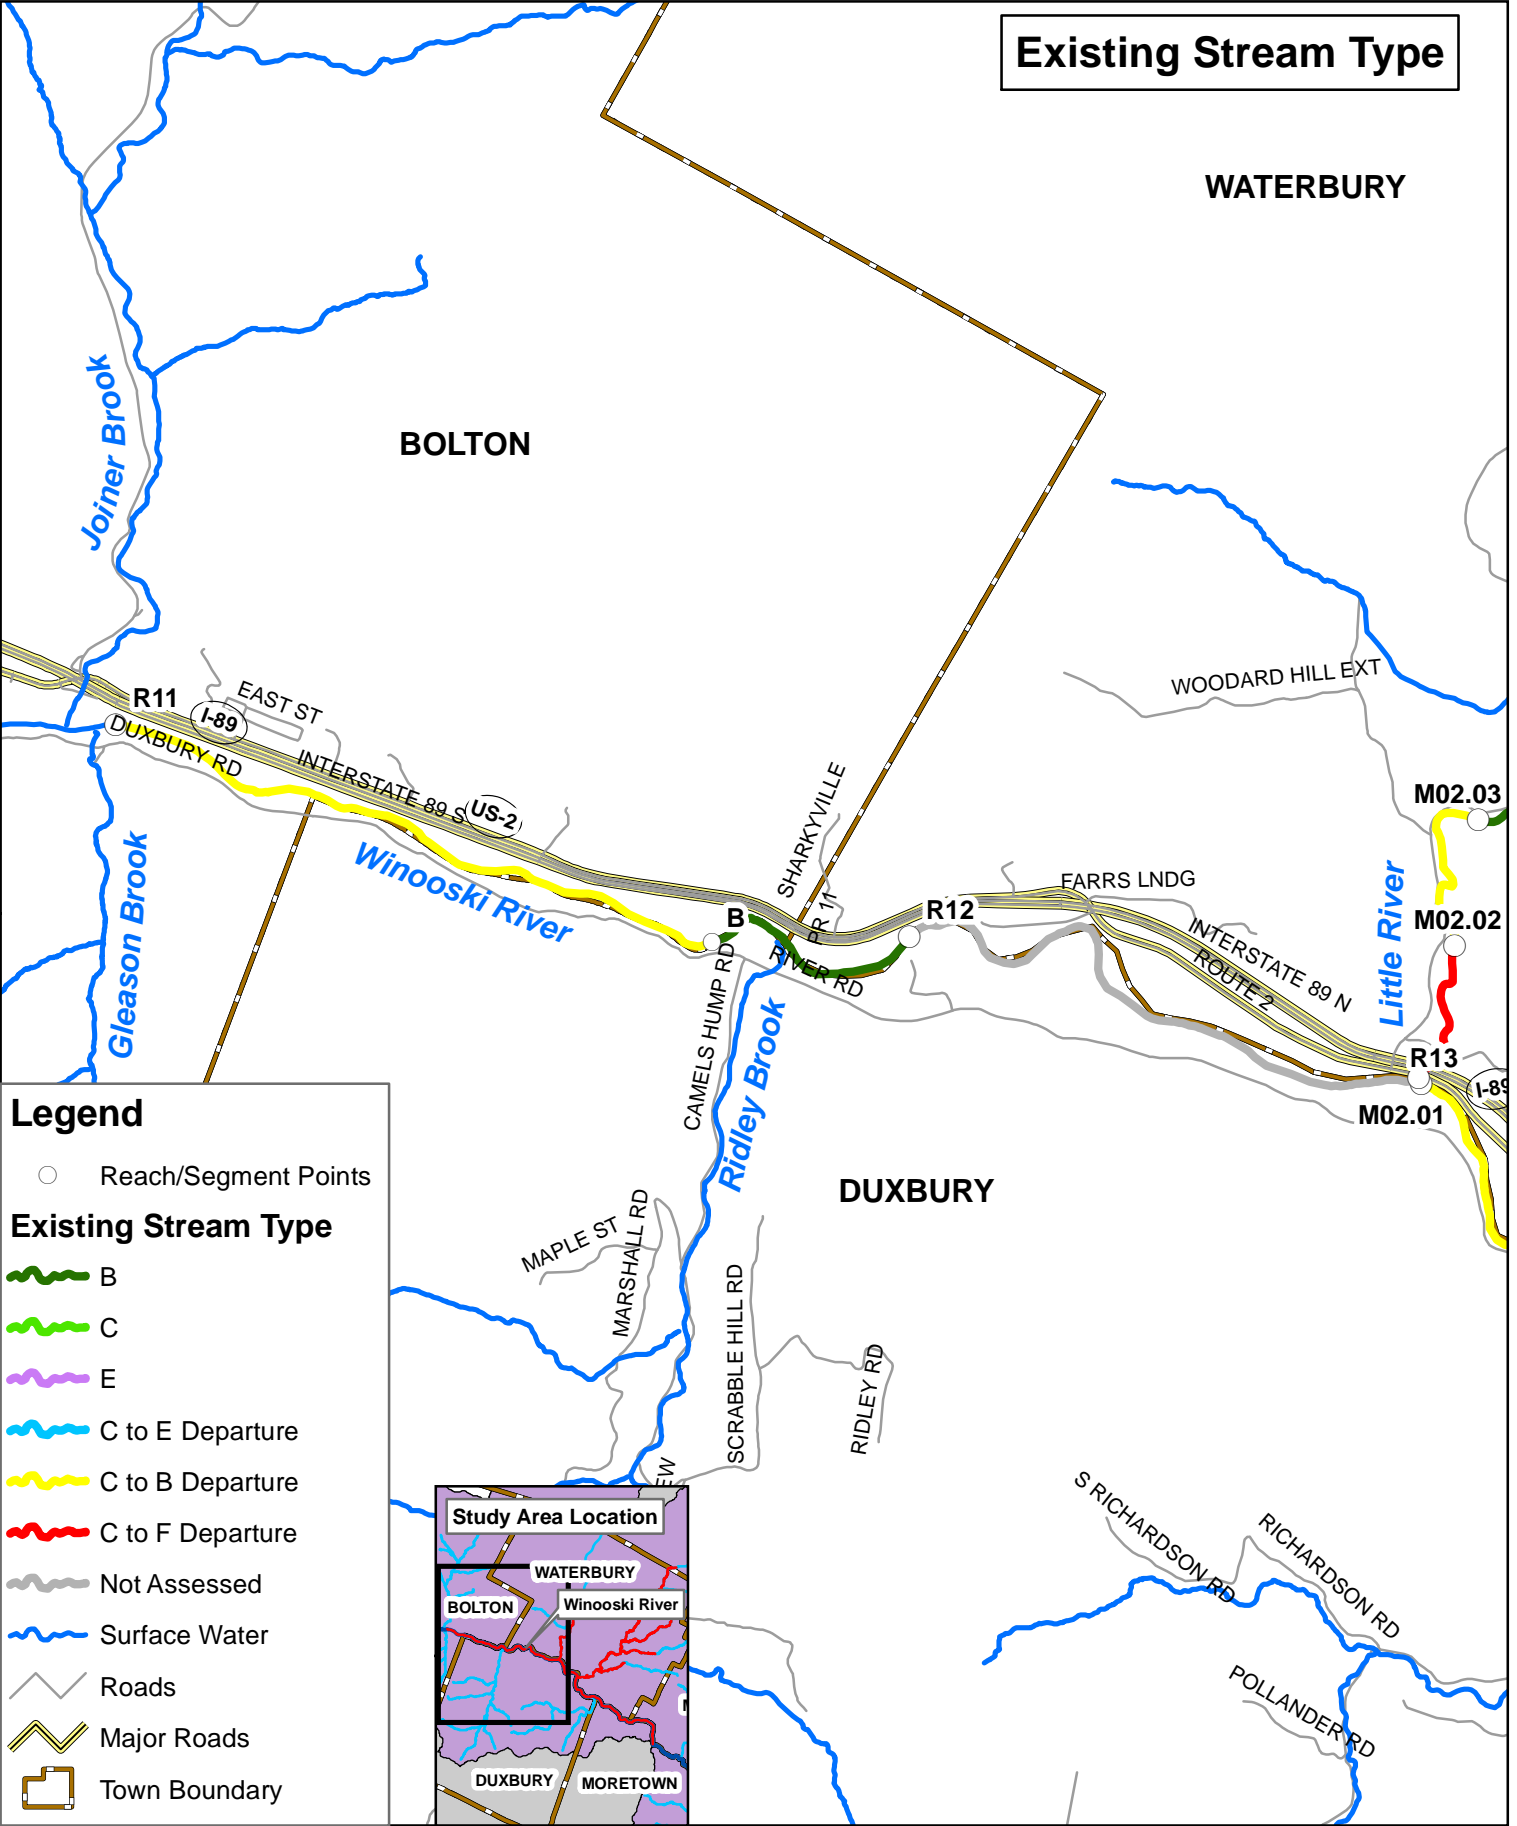 Existing Stream Type
WATERBURY
BOLTON
Joiner Brook
WOODARD HILL EXT
R11
EAST ST
I-89
DUXBURY RD
INTERSTATE 89 S
US-2
SHARKYVILLE
M02.03
Winooski River
Gleason Brook
FARRS LNDG
Little River
B
PR 11
R12
M02.02
INTERSTATE 89 N
ROUTE 2
RIVER RD
CAMELS HUMP RD
Ridley Brook
R13
I-89
M02.01
DUXBURY
MAPLE ST
MARSHALL RD
SCRABBLE HILL RD
RIDLEY RD
EW
S RICHARDSON RD
RICHARDSON RD
POLLANDER RD
Legend
Reach/Segment Points
Existing Stream Type
B
C
E
C to E Departure
C to B Departure
C to F Departure
Not Assessed
Surface Water
Roads
Major Roads
Town Boundary
Study Area Location
WATERBURY
BOLTON
Winooski River
DUXBURY
MORETOWN